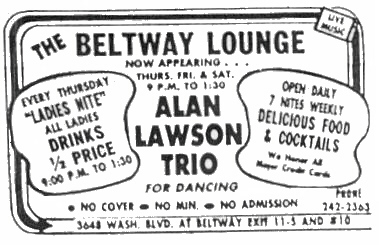 LIVE
MUSIC
THE BELTWAY LOUNGE
NOW APPEARING . . .
THURS. FRI. & SAT.
9 P.M. TO 1:30
ALAN
LAWSON
TRIO
FOR DANCING
EVERY THURSDAY
"LADIES NITE"
ALL LADIES
DRINKS
½ PRICE
9:00 P.M. TO 1:30
OPEN DAILY
7 NITES WEEKLY
DELICIOUS FOOD
& COCKTAILS
We Honor All
Major Credit Cards
• NO COVER • NO MIN. • NO ADMISSION
PHONE
242-2363
3648 WASH. BLVD. AT BELTWAY EXIT 11-S AND #10